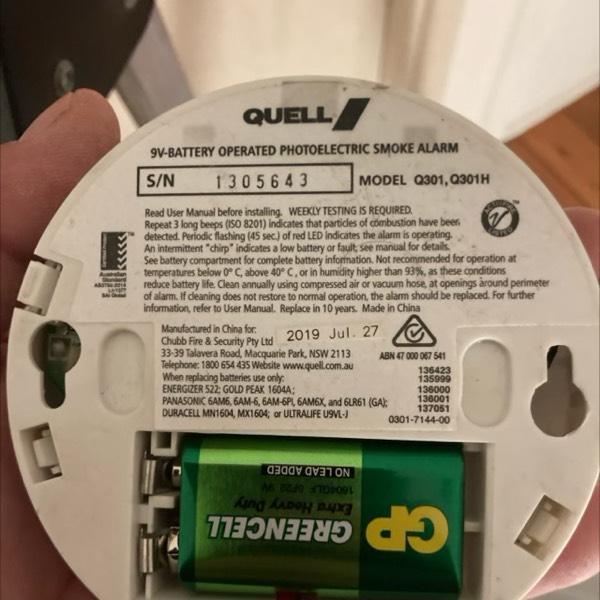 QUELL
9V-BATTERY OPERATED PHOTOELECTRIC SMOKE ALARM
S/N 1305643 MODEL Q301, Q301H
Read User Manual before installing. WEEKLY TESTING IS REQUIRED.
Repeat 3 long beeps (ISO 8201) indicates that particles of combustion have been
detected. Periodic flashing (45 sec.) of red LED indicates the alarm is operating.
An intermittent "chirp" indicates a low battery or fault; see manual for details.
See battery compartment for complete battery information. Not recommended for operation at
temperatures below 0° C, above 40° C, or in humidity higher than 93%, as these conditions
reduce battery life. Clean annually using compressed air or vacuum hose, at openings around perimeter
of alarm. If cleaning does not restore to normal operation, the alarm should be replaced. For further
information, refer to User Manual. Replace in 10 years. Made in China
Australian
Standard
Manufactured in China for:
Chubb Fire & Security Pty Ltd
2019 Jul. 27
33-39 Talavera Road, Macquarie Park, NSW 2113
ABN 47 000 067 541
Telephone: 1800 654 435 Website www.quell.com.au
When replacing batteries use only:
ENERGIZER 522; GOLD PEAK 1604A;
PANASONIC 6AM6, 6AM-6, 6AM-6PI, 6AM6X, and 6LR61 (GA);
DURACELL MN1604, MX1604; or ULTRALIFE U9VL-J
136423
135999
136000
136001
137051
0301-7144-00
NO LEAD ADDED
1604GLF 6F22 9V
Extra Heavy Duty
GREENCELL
GP